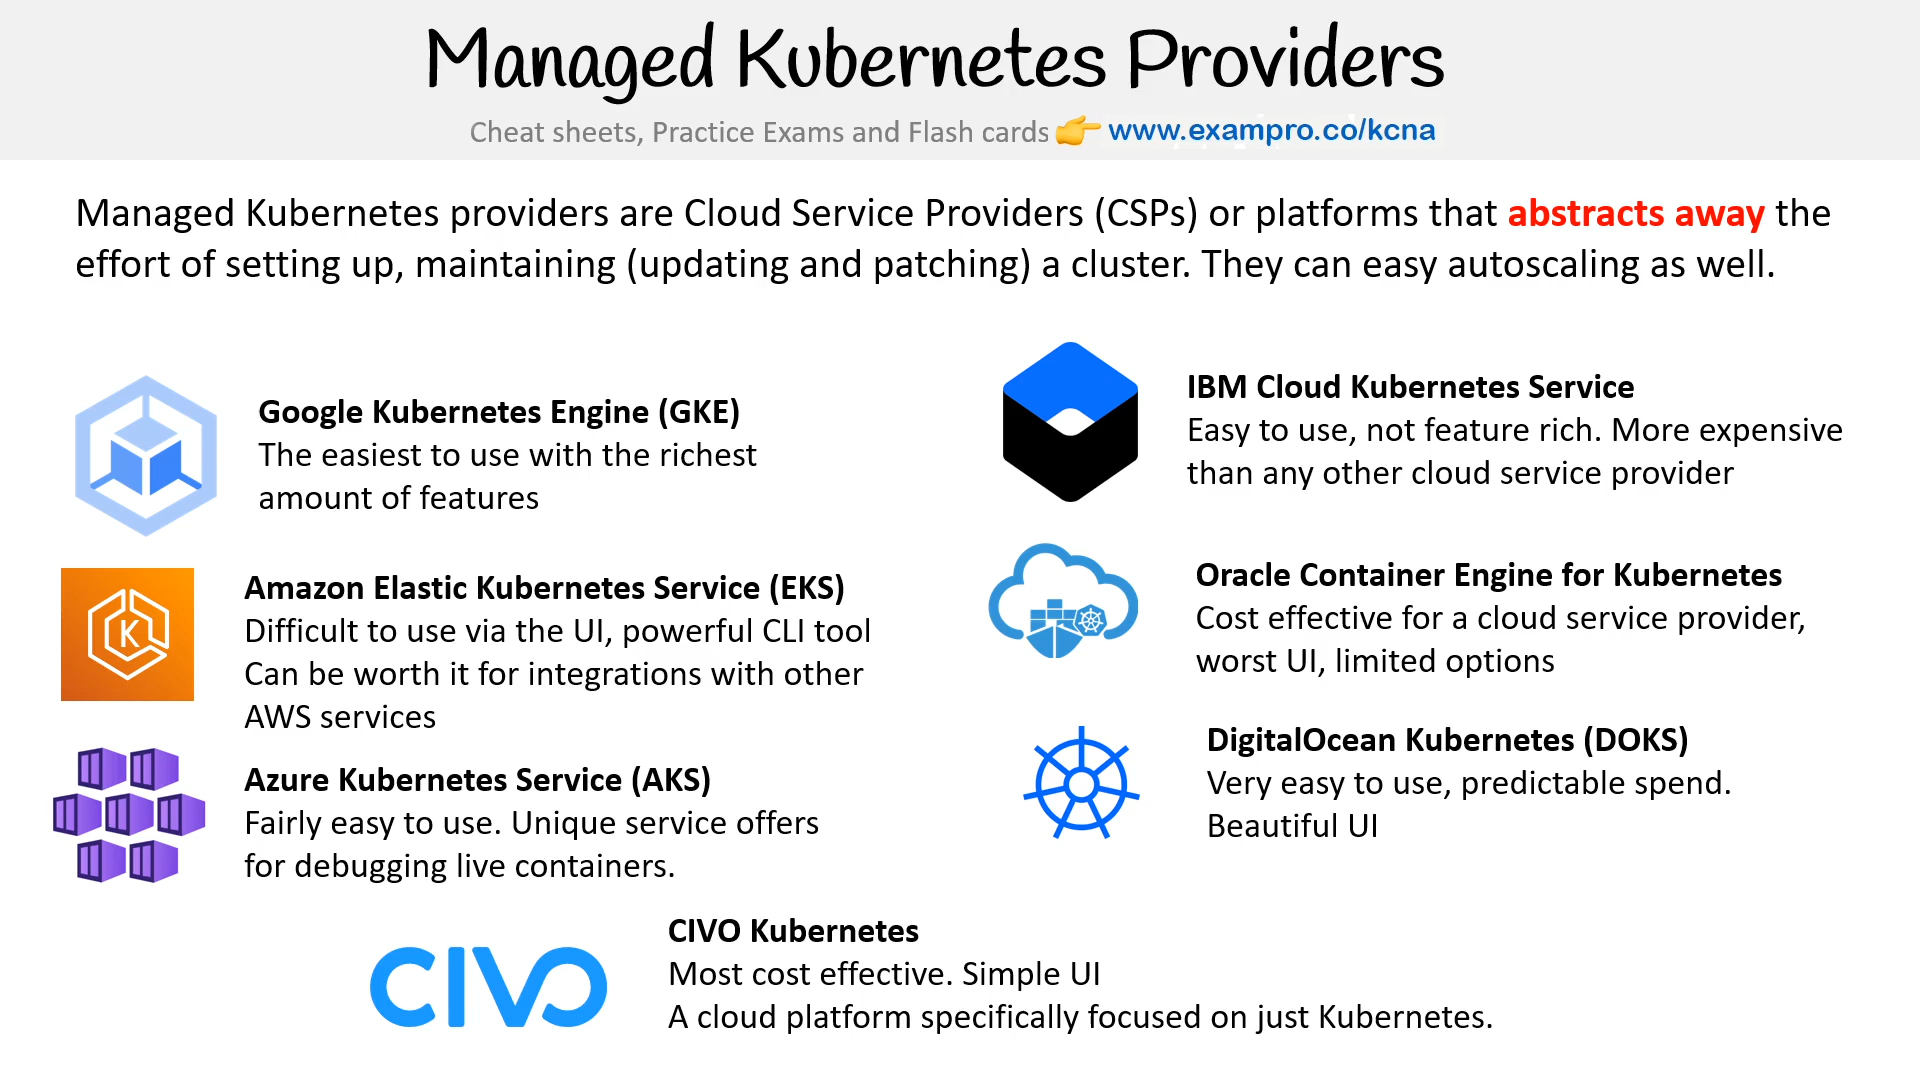 Managed Kubernetes Providers
Cheat sheets, Practice Exams and Flash cards 👉 www.exampro.co/kcna
Managed Kubernetes providers are Cloud Service Providers (CSPs) or platforms that abstracts away the
effort of setting up, maintaining (updating and patching) a cluster. They can easy autoscaling as well.
Google Kubernetes Engine (GKE)
The easiest to use with the richest
amount of features
K
Amazon Elastic Kubernetes Service (EKS)
Difficult to use via the UI, powerful CLI tool
Can be worth it for integrations with other
AWS services
Azure Kubernetes Service (AKS)
Fairly easy to use. Unique service offers
for debugging live containers.
IBM Cloud Kubernetes Service
Easy to use, not feature rich. More expensive
than any other cloud service provider
Oracle Container Engine for Kubernetes
Cost effective for a cloud service provider,
worst UI, limited options
DigitalOcean Kubernetes (DOKS)
Very easy to use, predictable spend.
Beautiful UI
CIVO
CIVO Kubernetes
Most cost effective. Simple UI
A cloud platform specifically focused on just Kubernetes.